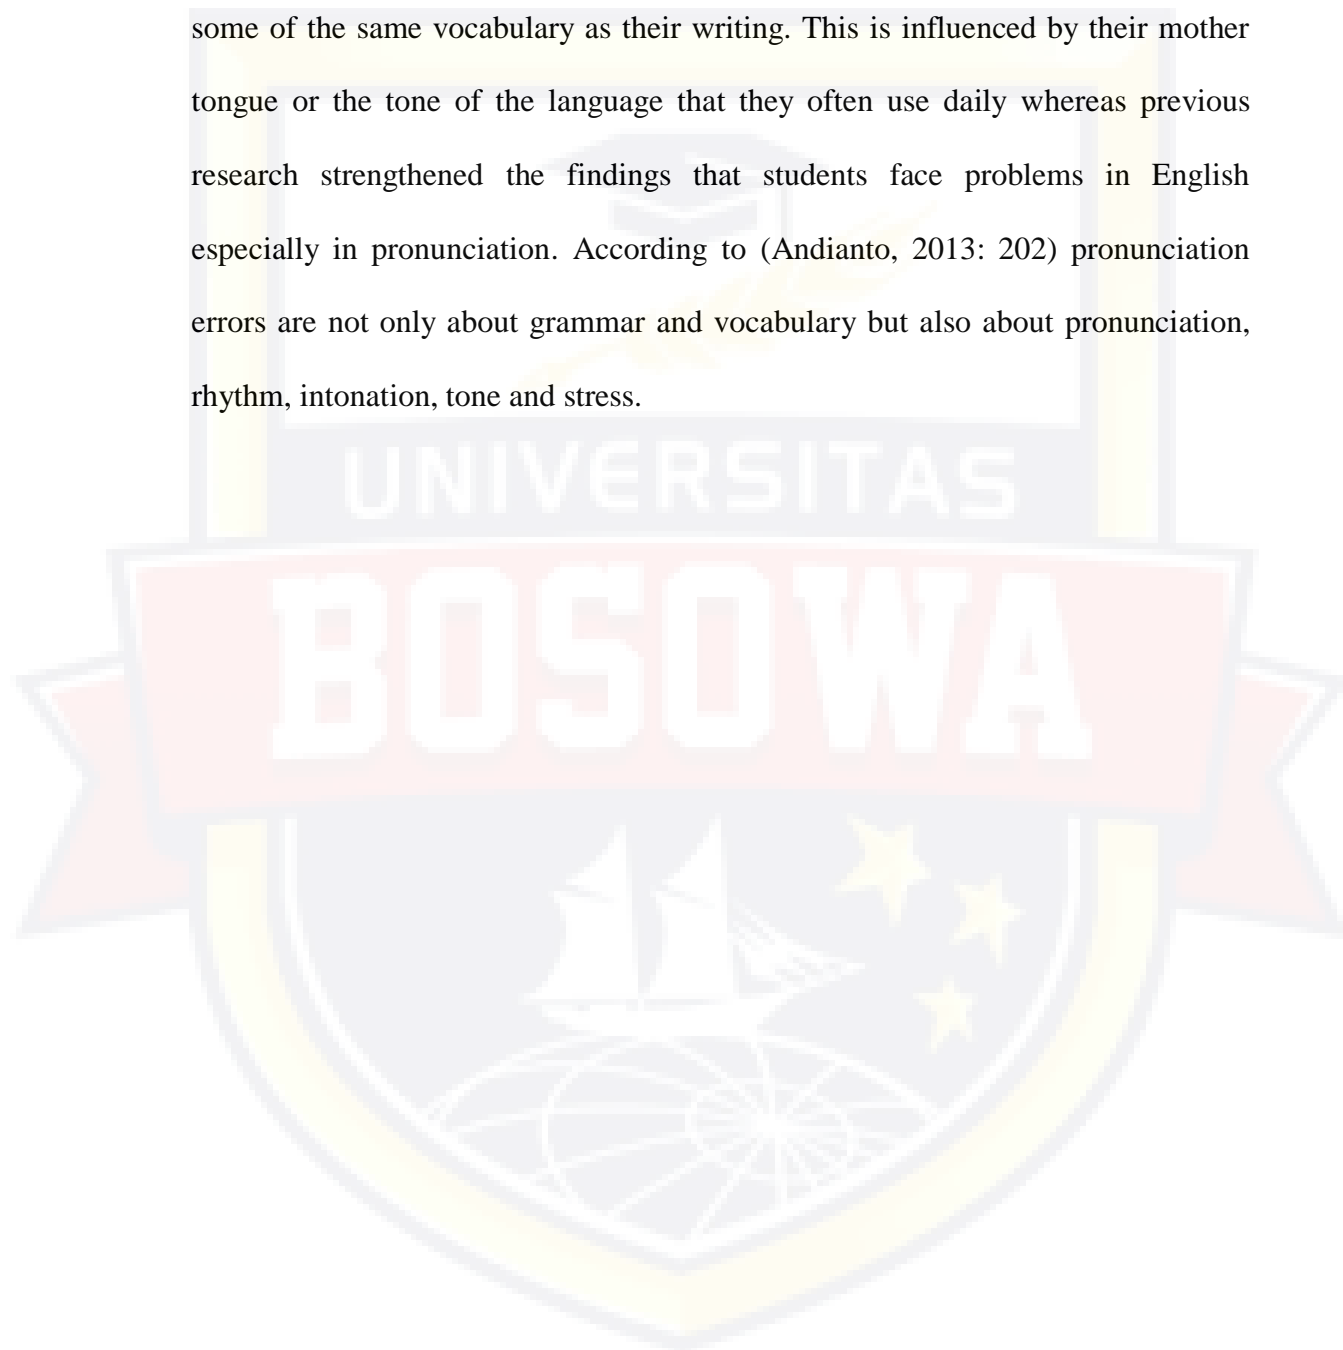 some of the same vocabulary as their writing. This is influenced by their mother
tongue or the tone of the language that they often use daily whereas previous
research strengthened the findings that students face problems in English
especially in pronunciation. According to (Andianto, 2013: 202) pronunciation
errors are not only about grammar and vocabulary but also about pronunciation,
rhythm, intonation, tone and stress.
UNIVERSITAS
BOSOWA